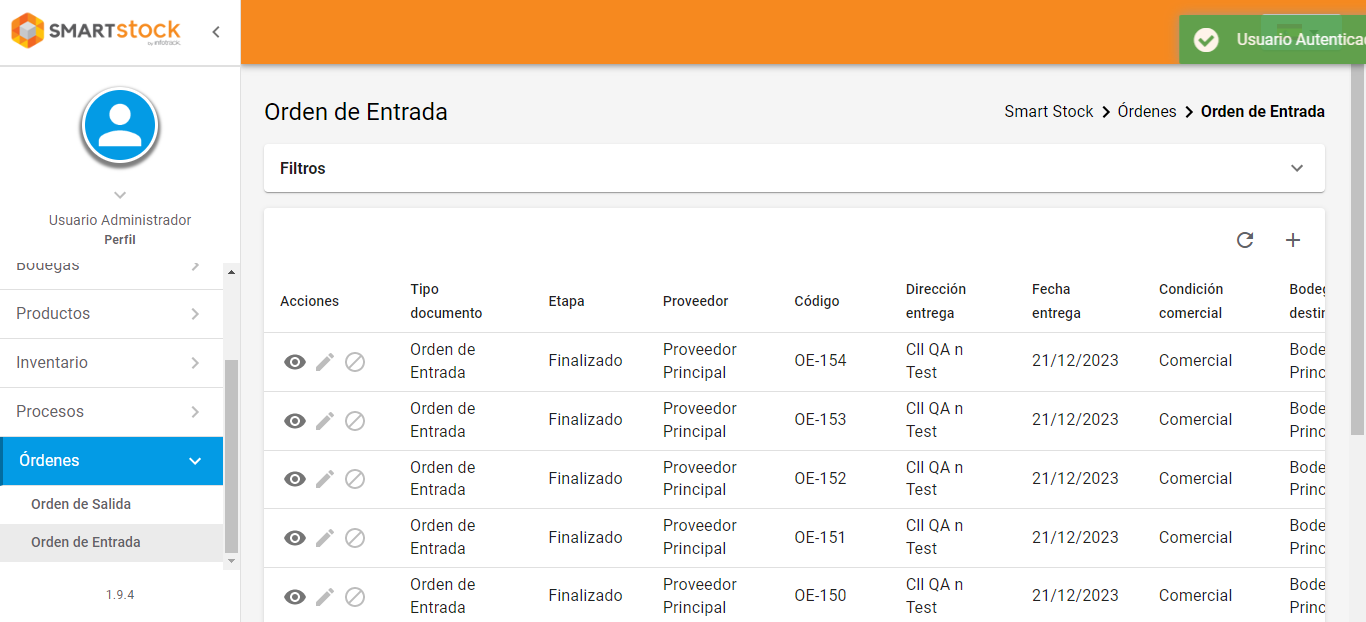 SMARTstock
by infotrack.
Usuario Autentica
Usuario Administrador
Perfil
Bodegas
Productos
Inventario
Procesos
Órdenes
Orden de Salida
Orden de Entrada
1.9.4
Orden de Entrada
Smart Stock > Órdenes > Orden de Entrada
Filtros
Acciones Tipo documento Etapa Proveedor Código Dirección entrega Fecha entrega Condición comercial
Orden de Entrada Finalizado Proveedor Principal OE-154 Cll QA n Test 21/12/2023 Comercial Bode Princ
Orden de Entrada Finalizado Proveedor Principal OE-153 Cll QA n Test 21/12/2023 Comercial Bode Princ
Orden de Entrada Finalizado Proveedor Principal OE-152 Cll QA n Test 21/12/2023 Comercial Bode Princ
Orden de Entrada Finalizado Proveedor Principal OE-151 Cll QA n Test 21/12/2023 Comercial Bode Princ
Orden de Entrada Finalizado Proveedor Principal OE-150 Cll QA n Test 21/12/2023 Comercial Bode Princ